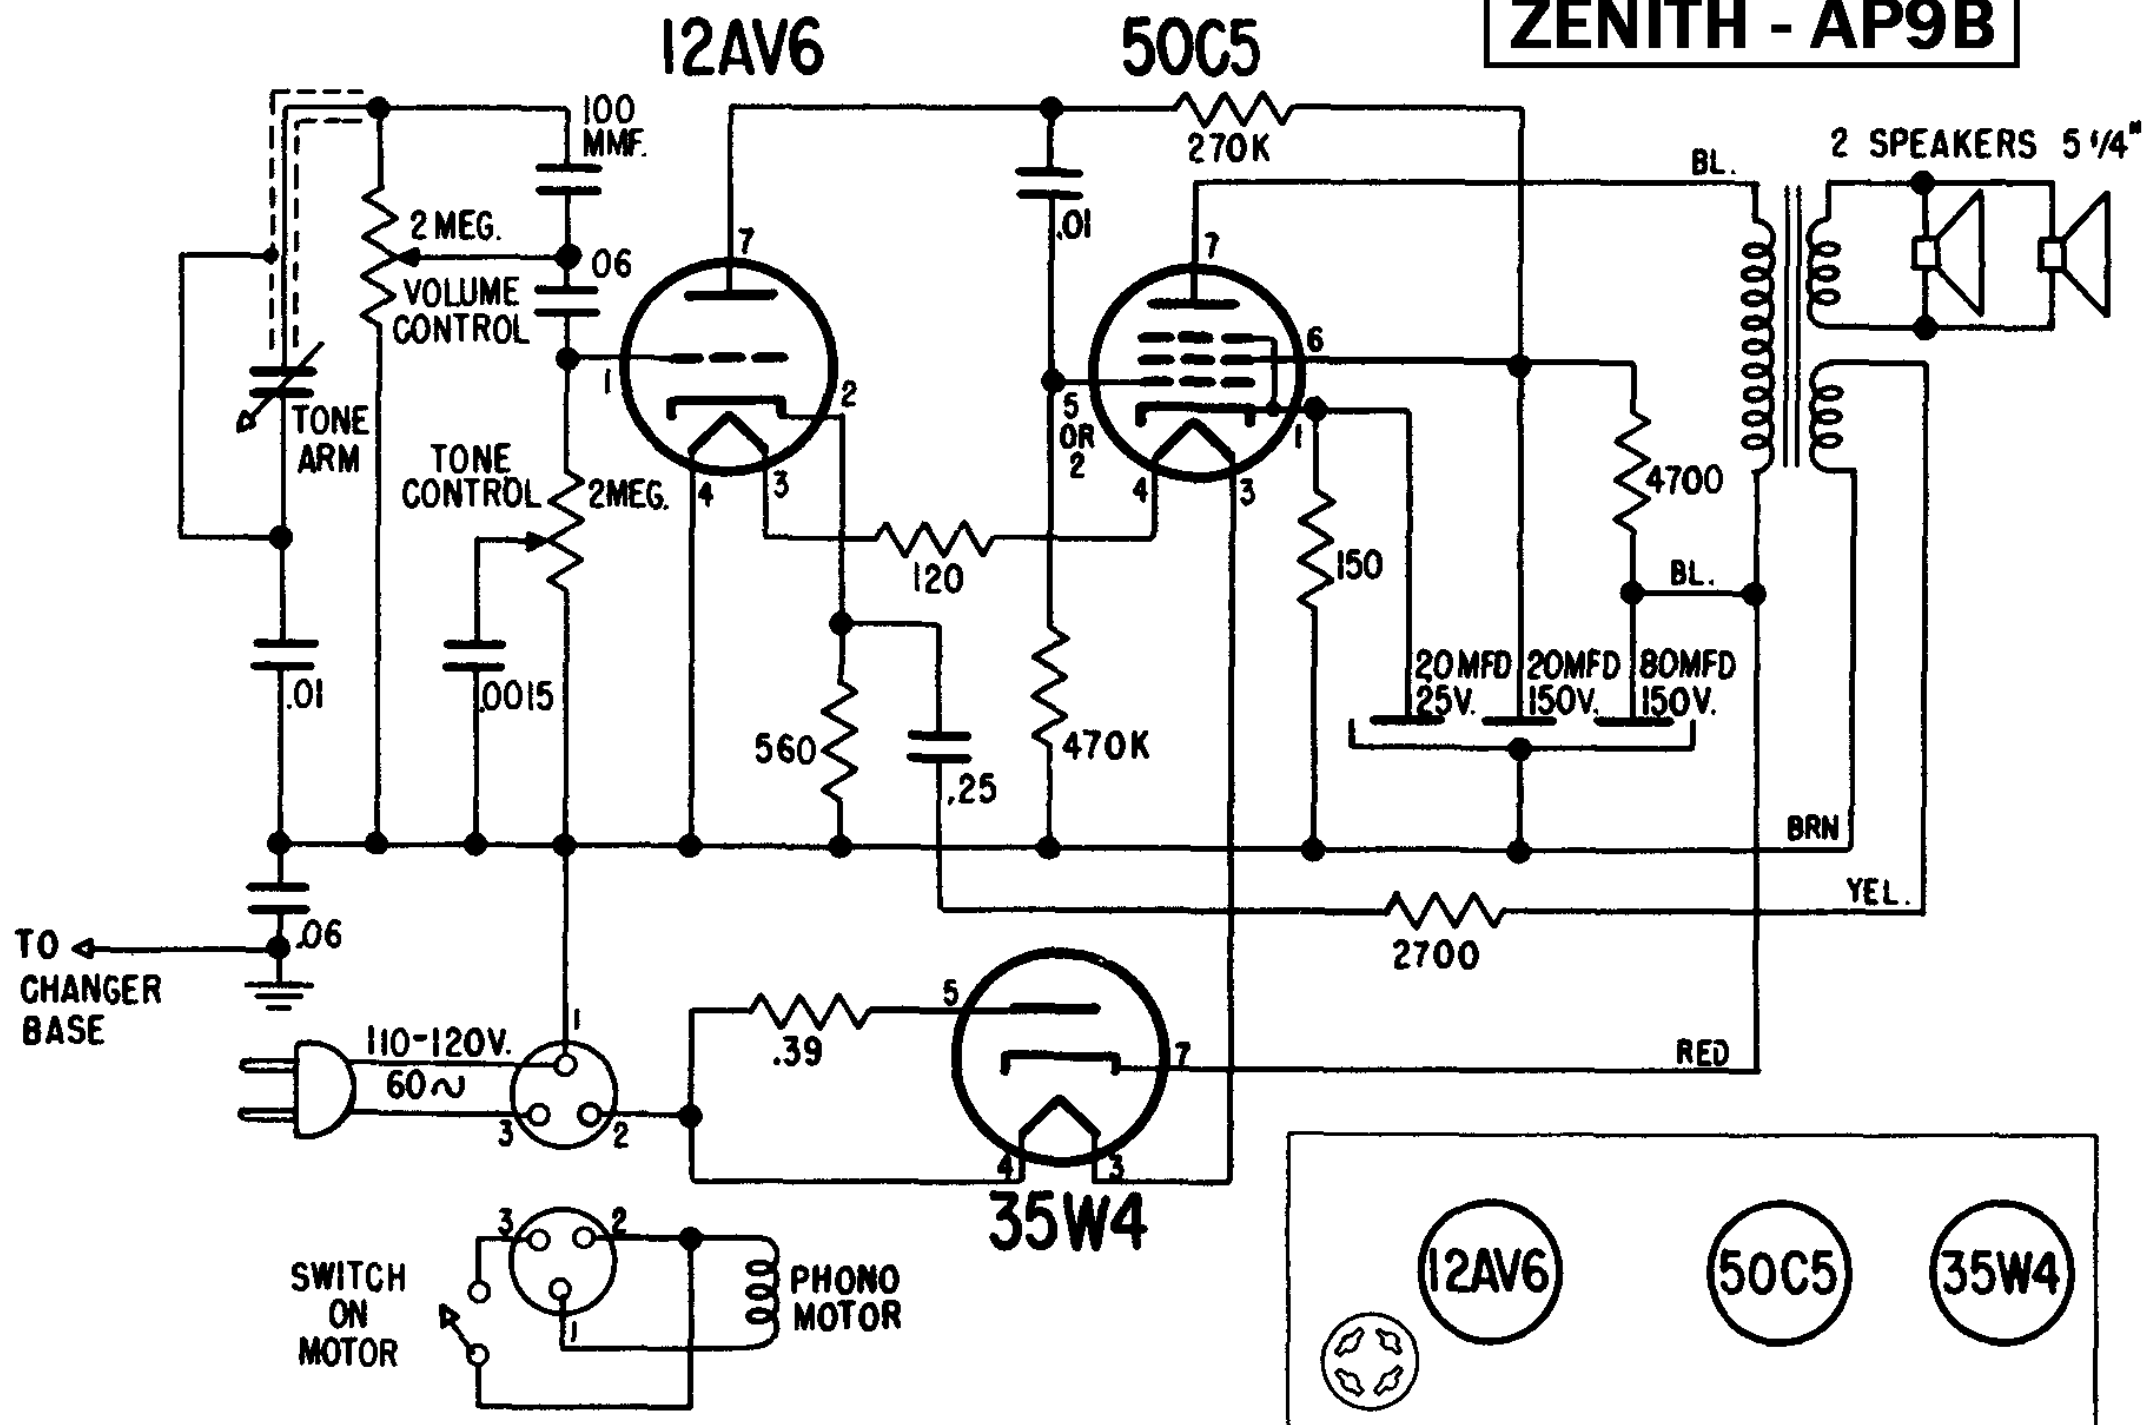 ZENITH - AP9B
12AV6
50C5
100
MMF.
270K
2 SPEAKERS 5 1/4"
BL.
2 MEG.
.01
7
7
.06
VOLUME
CONTROL
6
1
2
TONE
ARM
5
OR
2
1
TONE
CONTROL
2MEG.
4
3
4
3
4700
120
150
BL.
20MFD
25V.
20MFD
150V.
80MFD
150V.
.01
.0015
560
470K
.25
BRN
YEL.
.06
TO
CHANGER
BASE
2700
5
1
110-120V.
60~
.39
7
RED
3
2
4
3
35W4
3
2
SWITCH
ON
MOTOR
PHONO
MOTOR
1
12AV6
50C5
35W4